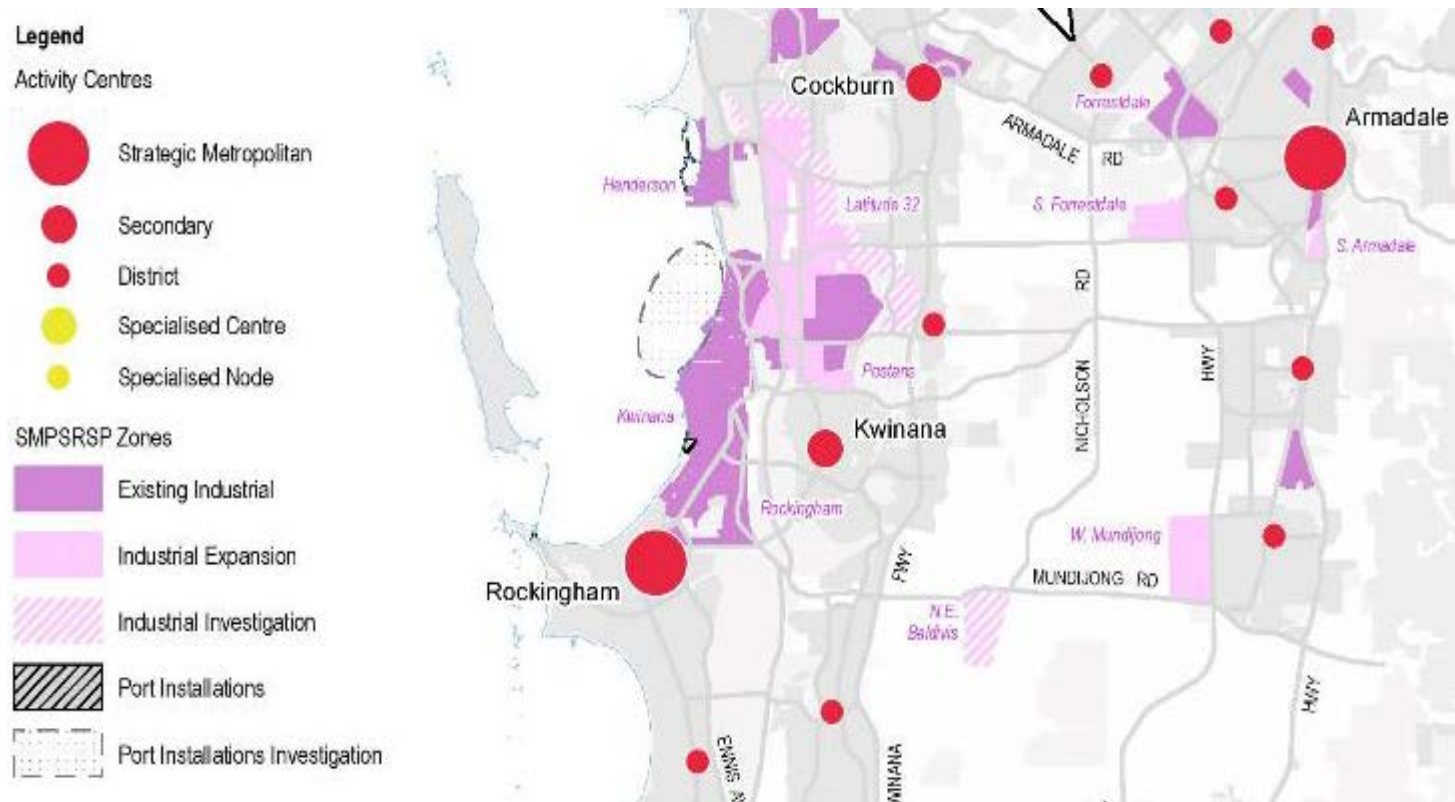 Legend
Activity Centres
Strategic Metropolitan
Secondary
District
Specialised Centre
Specialised Node
SMPSRSP Zones
Existing Industrial
Industrial Expansion
Industrial Investigation
Port Installations
Port Installations Investigation
Cockburn
Forrestdale
Armadale
ARMADALE RD
Henderson
Latitude 32
S. Forrestdale
S. Armadale
RD
NICHOLSON
HWY
Postans
Kwinana
Kwinana
Rockingham
W. Mundijong
MUNDIJONG RD
FWY
Rockingham
N.E.
Baldivis
HWY
ENNIS AV
WINANA